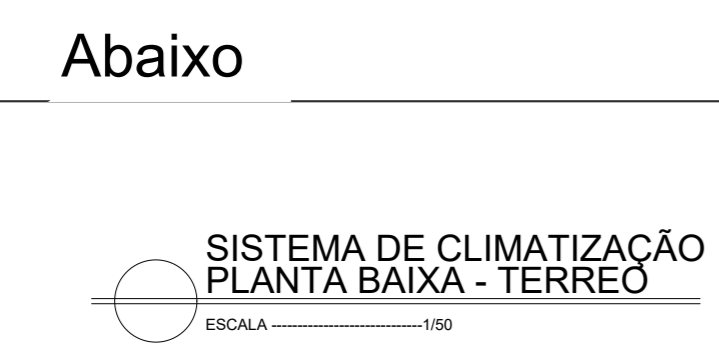 Abaixo
SISTEMA DE CLIMATIZAÇÃO
PLANTA BAIXA - TERREO
ESCALA -----------------------------1/50